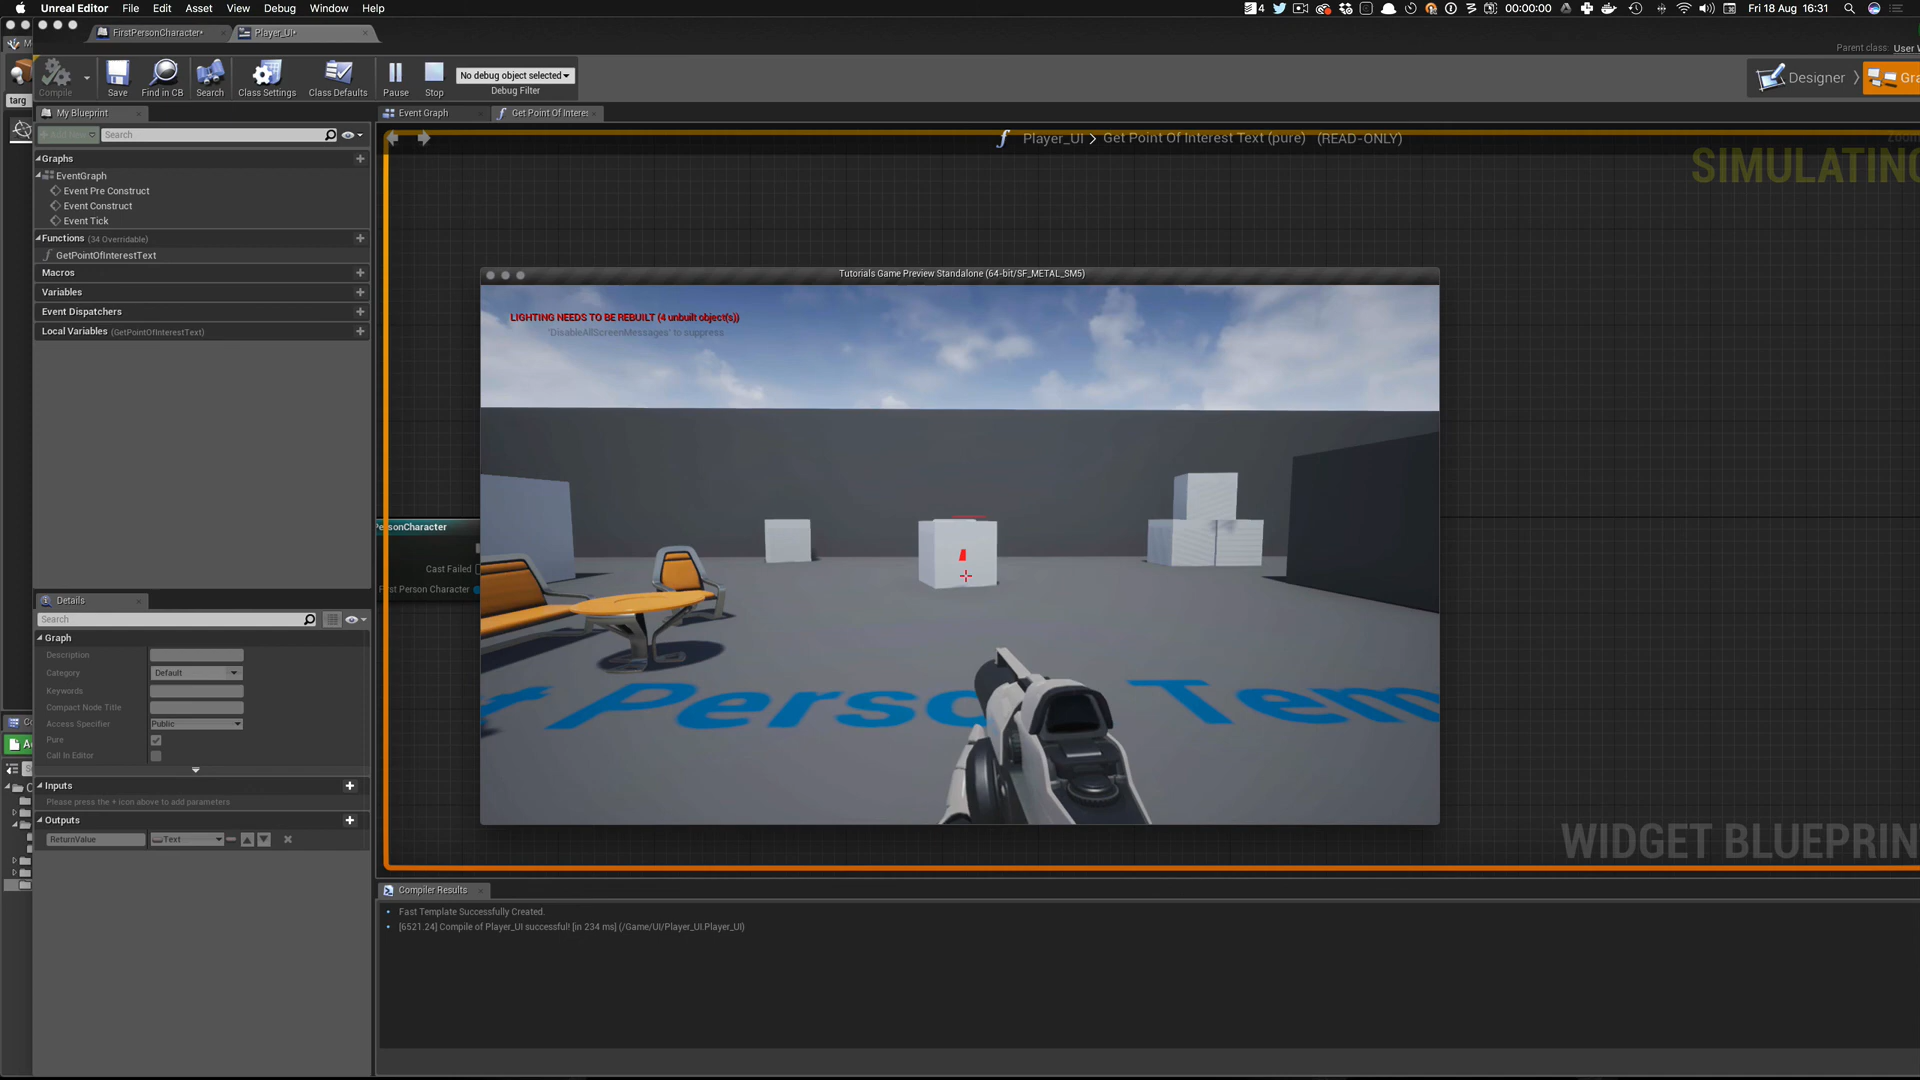 Unreal Editor File Edit Asset View Debug Window Help
4 00:00:00 Fri 18 Aug 16:31
FirstPersonCharacter* Player_UI*
Parent class: User
Compile Save Find in CB Search Class Settings Class Defaults Pause Stop
No debug object selected
Debug Filter
Designer
targ
My Blueprint
Event Graph Get Point Of Interes
Add New Search
Player_UI > Get Point Of Interest Text (pure) (READ-ONLY)
SIMULATING
Graphs
EventGraph
Event Pre Construct
Event Construct
Event Tick
Functions (34 Overridable)
GetPointOfInterestText
Macros
Variables
Event Dispatchers
Local Variables (GetPointOfInterestText)
Tutorials Game Preview Standalone (64-bit/SF_METAL_SM5)
LIGHTING NEEDS TO BE REBUILT (4 unbuilt object(s))
'DisableAllScreenMessages' to suppress
PersonCharacter
Cast Failed
First Person Character
t Perso Tem
Details
Search
Graph
Description
Category Default
Keywords
Compact Node Title
Access Specifier Public
Pure
Call In Editor
Inputs
Please press the + icon above to add parameters
Outputs
ReturnValue Text
WIDGET BLUEPRIN
Compiler Results
Fast Template Successfully Created.
[6521.24] Compile of Player_UI successful! [in 234 ms] (/Game/UI/Player_UI.Player_UI)